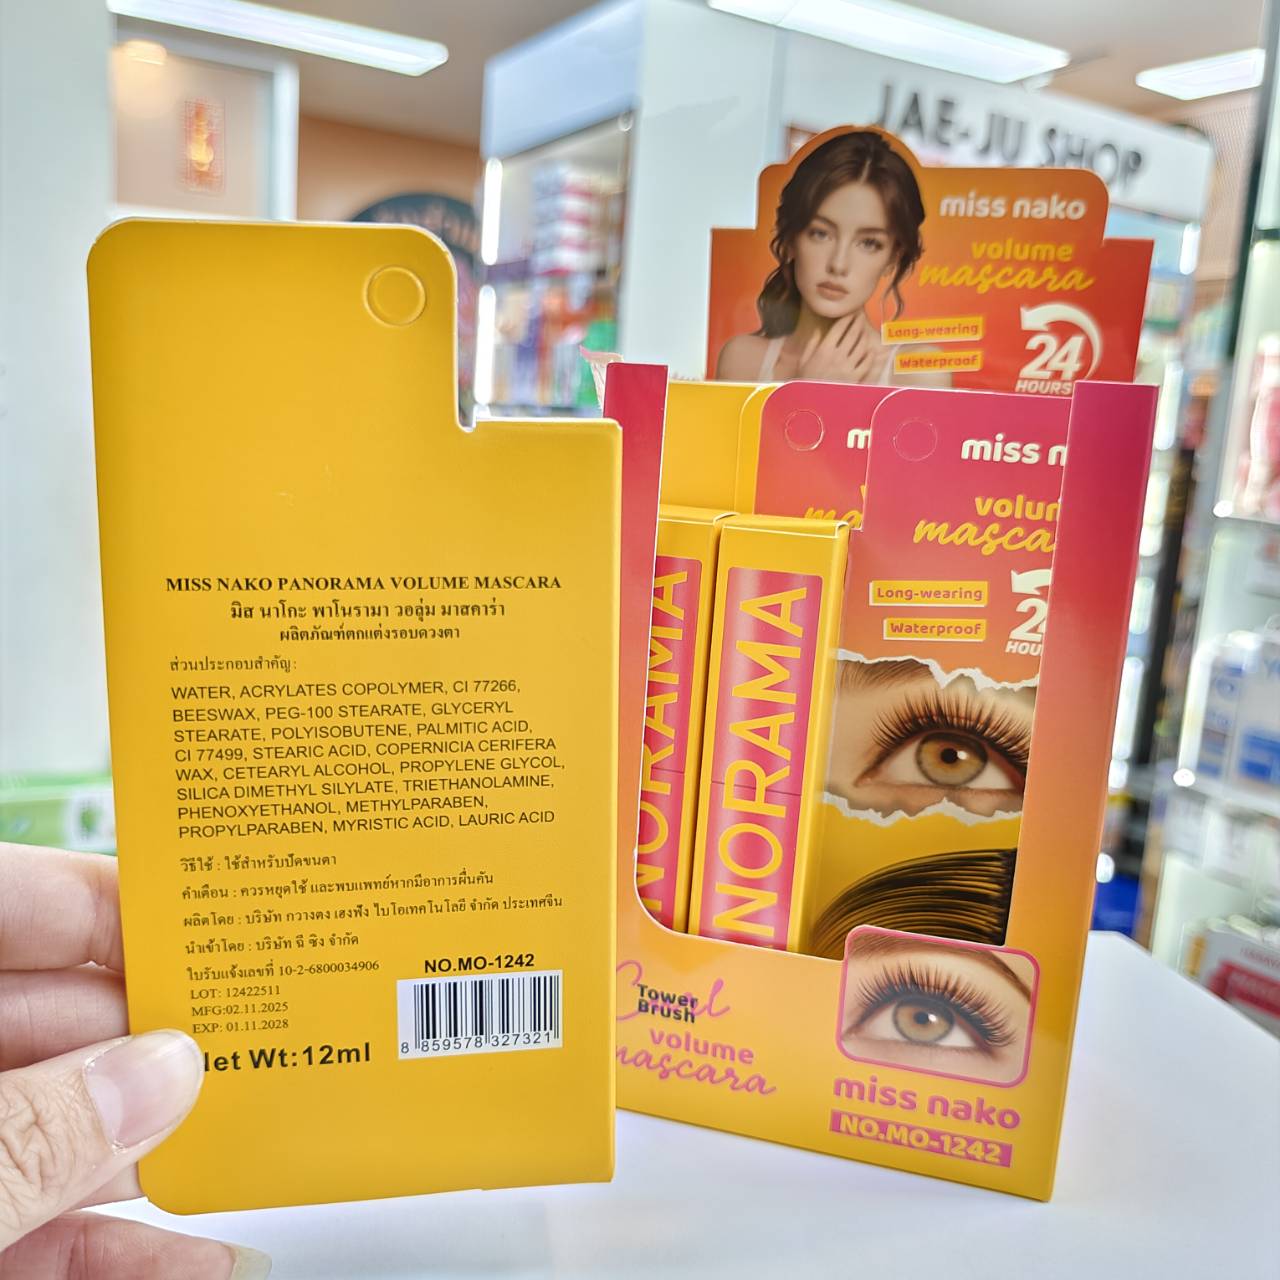 JAE-JU SHOP
miss nako
volume
mascara
Long-wearing
Waterproof
24
HOURS
miss n
volum
masca
Long-wearing
Waterproof
2
HOU
NORAMA
NORAMA
Curl
Tower
Brush
volume
mascara
miss nako
NO.MO-1242
MISS NAKO PANORAMA VOLUME MASCARA
มิส นาโกะ พาโนรามา วอลุ่ม มาสคาร่า
ผลิตภัณฑ์ตกแต่งรอบดวงตา
ส่วนประกอบสำคัญ:
WATER, ACRYLATES COPOLYMER, CI 77266,
BEESWAX, PEG-100 STEARATE, GLYCERYL
STEARATE, POLYISOBUTENE, PALMITIC ACID,
CI 77499, STEARIC ACID, COPERNICIA CERIFERA
WAX, CETEARYL ALCOHOL, PROPYLENE GLYCOL,
SILICA DIMETHYL SILYLATE, TRIETHANOLAMINE,
PHENOXYETHANOL, METHYLPARABEN,
PROPYLPARABEN, MYRISTIC ACID, LAURIC ACID
วิธีใช้ : ใช้สำหรับปัดขนตา
คำเตือน : ควรหยุดใช้ และพบแพทย์หากมีอาการผื่นคัน
ผลิตโดย : บริษัท กวางตง เฮงฟัง ไบโอเทคโนโลยี จำกัด ประเทศจีน
นำเข้าโดย : บริษัท ฉี ซิง จำกัด
ใบรับแจ้งเลขที่ 10-2-6800034906
LOT: 12422511
MFG:02.11.2025
EXP: 01.11.2028
Net Wt:12ml
NO.MO-1242
8 859578 327321